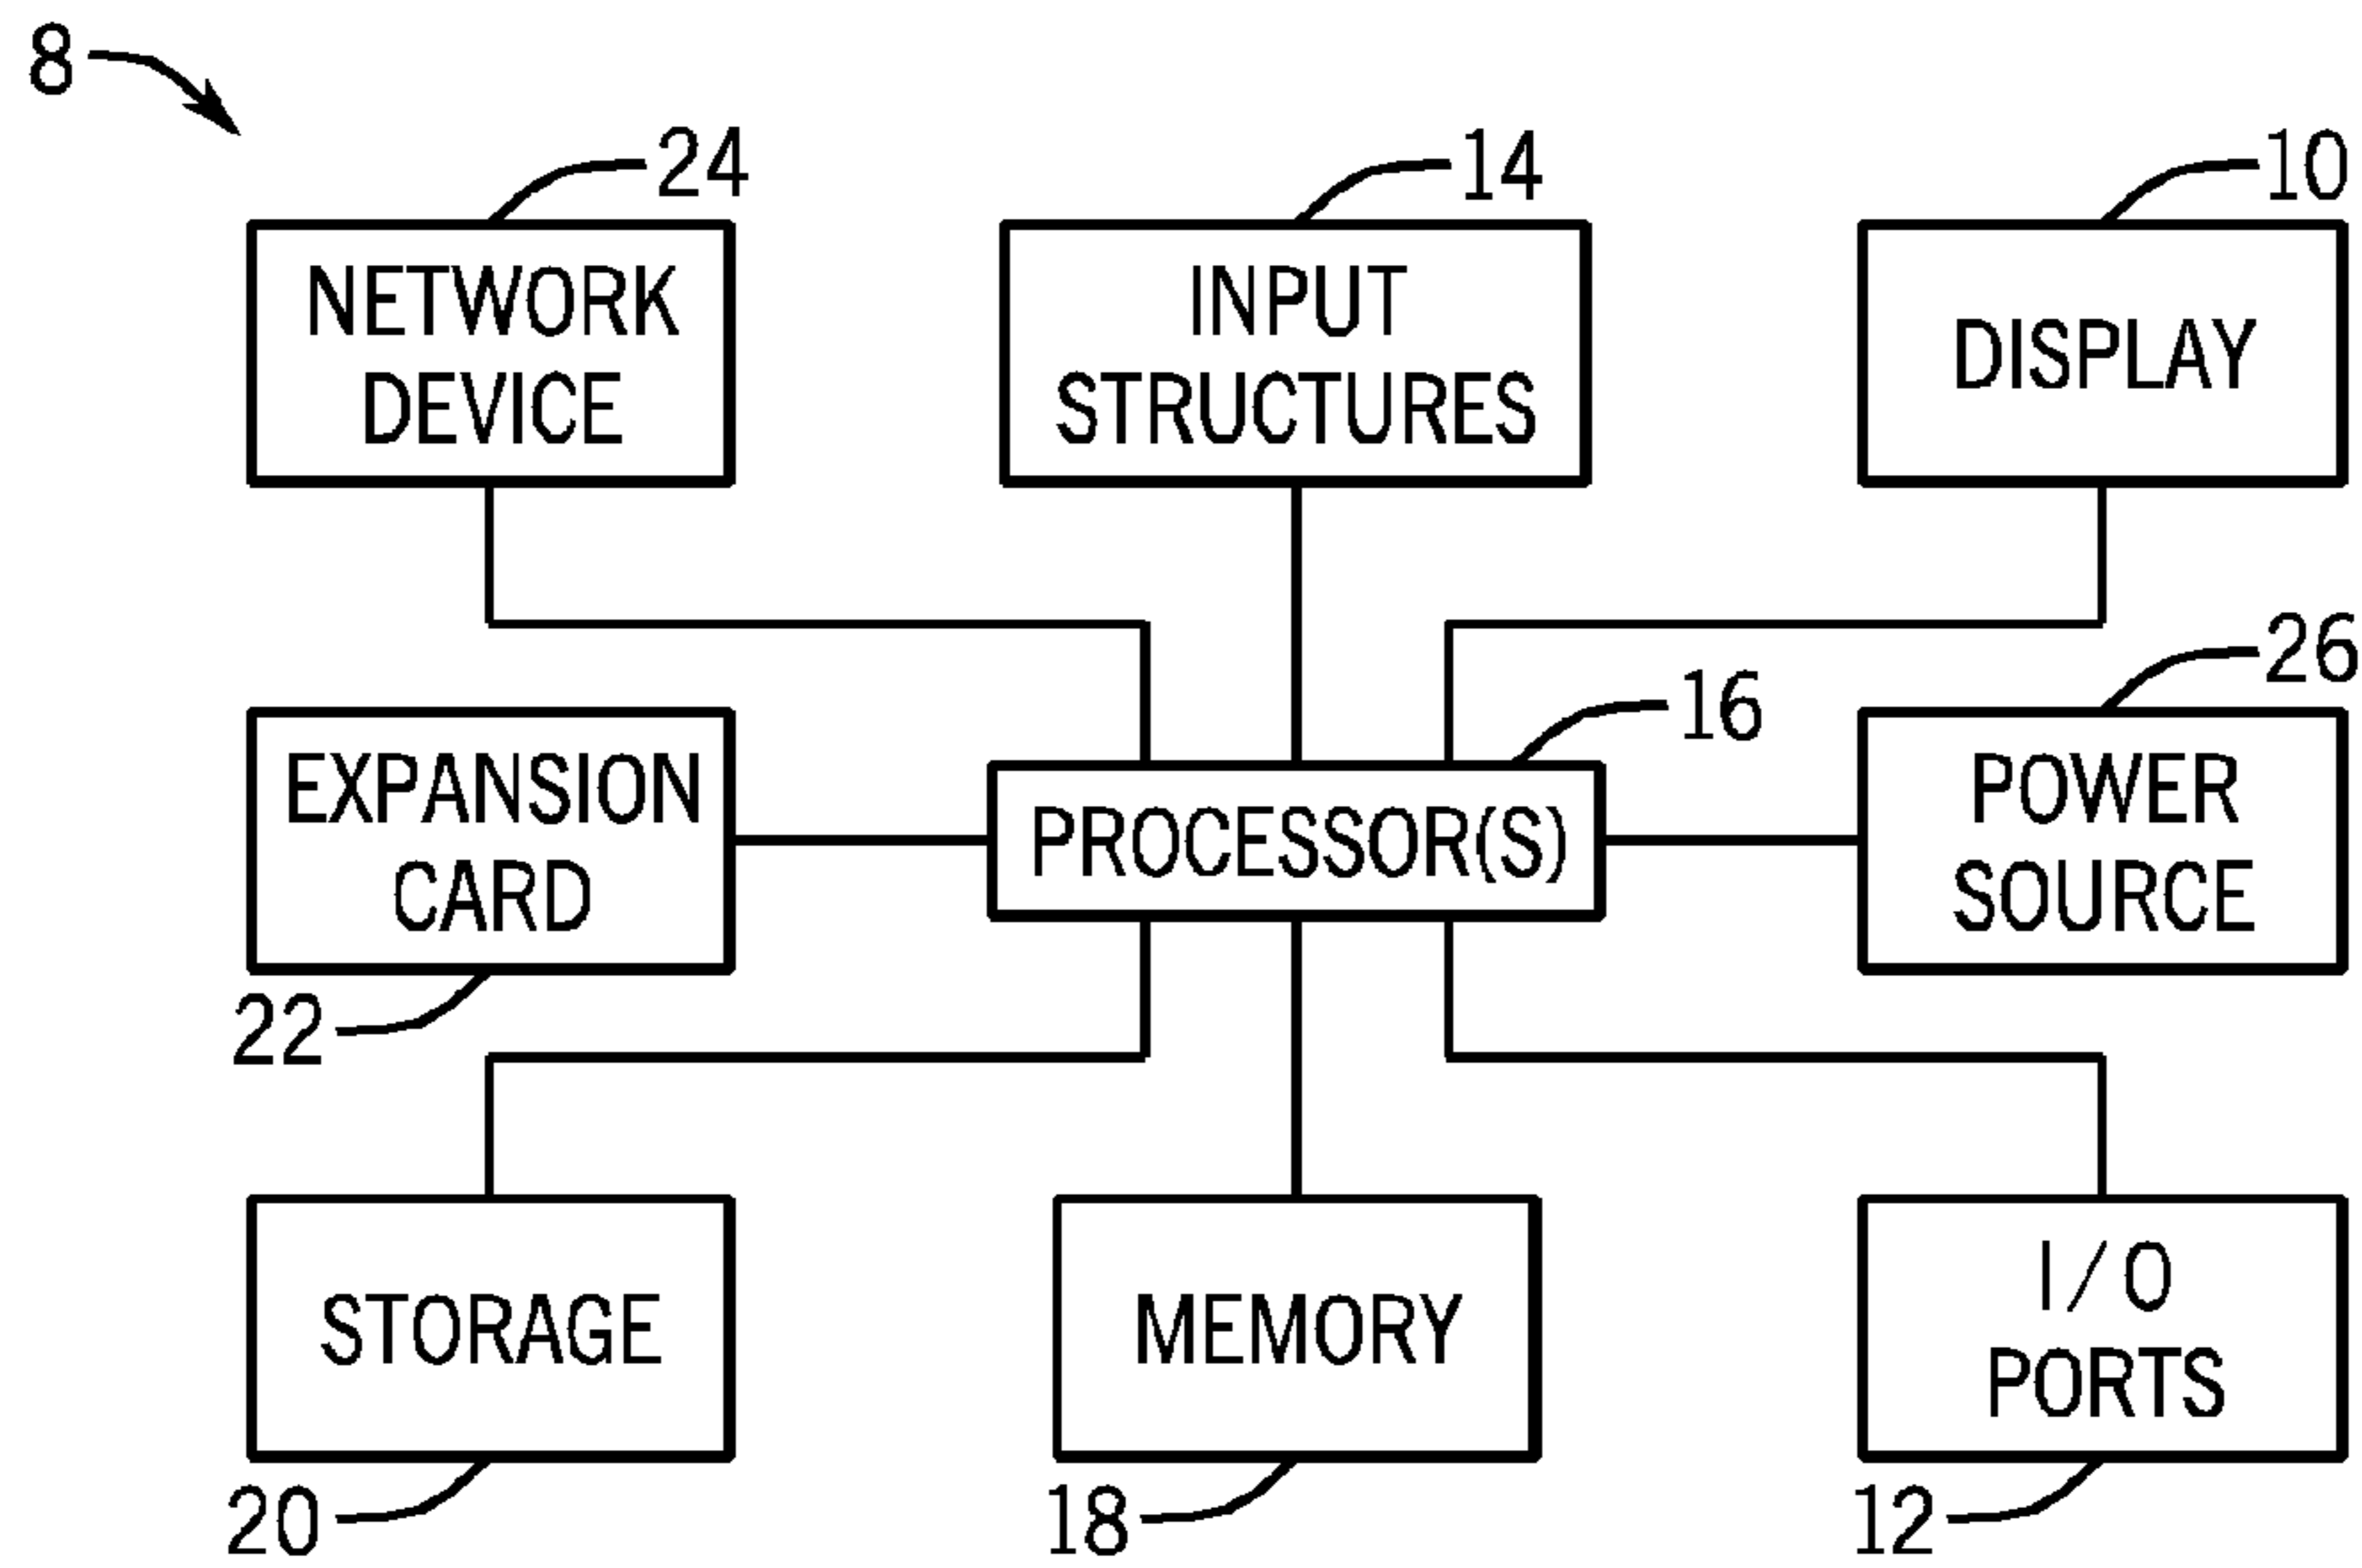 8
24
14
10
NETWORK
DEVICE
INPUT
STRUCTURES
DISPLAY
26
16
EXPANSION
CARD
PROCESSOR(S)
POWER
SOURCE
22
STORAGE
MEMORY
I/O
PORTS
20
18
12